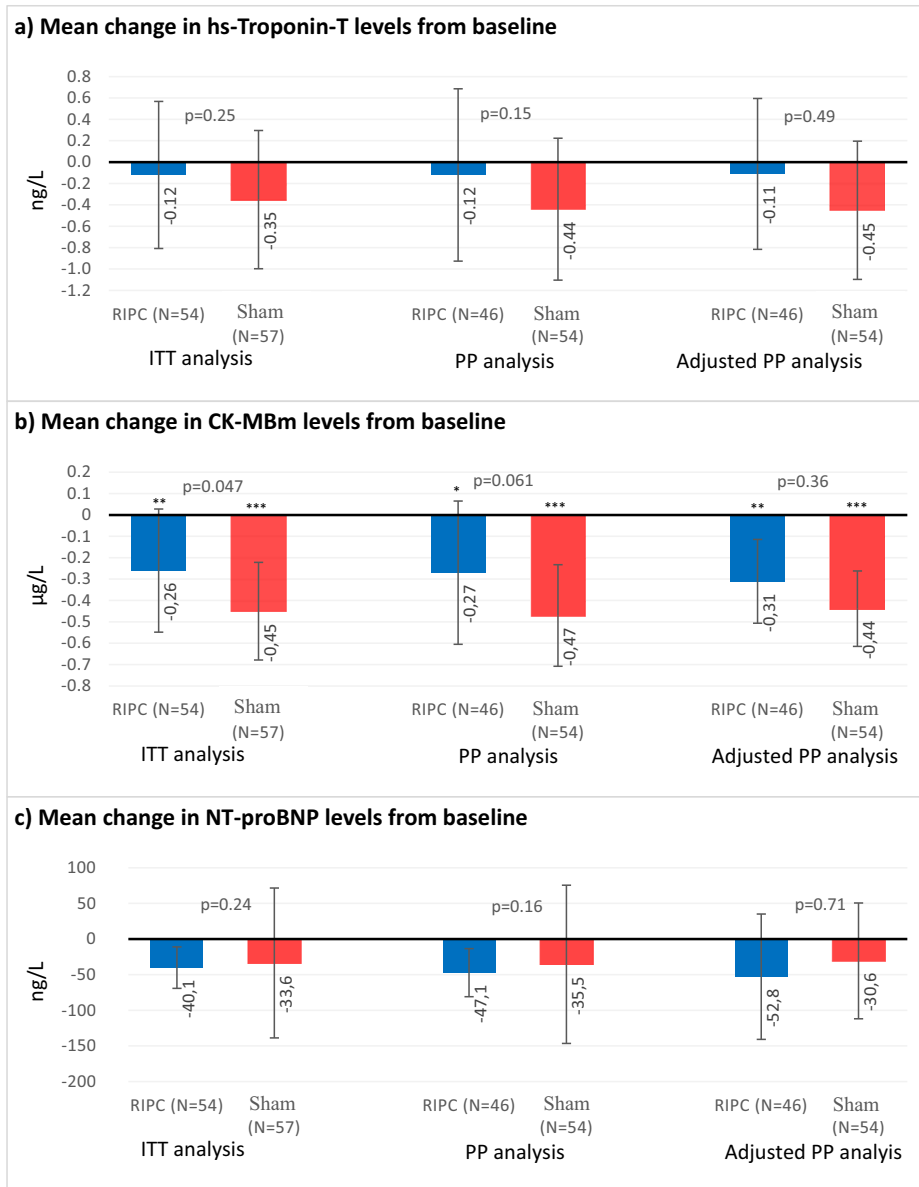 a) Mean change in hs-Troponin-T levels from baseline
0.8
0.6
0.4
0.2
0.0
-0.2
-0.4
-0.6
-0.8
-1.0
-1.2
ng/L
p=0.25
p=0.15
p=0.49
-0.12
-0.35
-0.12
-0.44
-0.11
-0.45
RIPC (N=54)
Sham
(N=57)
RIPC (N=46)
Sham
(N=54)
RIPC (N=46)
Sham
(N=54)
ITT analysis
PP analysis
Adjusted PP analysis
b) Mean change in CK-MBm levels from baseline
0.2
0.1
0
-0.1
-0.2
-0.3
-0.4
-0.5
-0.6
-0.7
-0.8
µg/L
p=0.047
p=0.061
p=0.36
**
***
*
***
**
***
-0,26
-0,45
-0,27
-0,47
-0,31
-0,44
RIPC (N=54)
Sham
(N=57)
RIPC (N=46)
Sham
(N=54)
RIPC (N=46)
Sham
(N=54)
ITT analysis
PP analysis
Adjusted PP analysis
c) Mean change in NT-proBNP levels from baseline
100
50
0
-50
-100
-150
-200
ng/L
p=0.24
p=0.16
p=0.71
-40,1
-33,6
-47,1
-35,5
-52,8
-30,6
RIPC (N=54)
Sham
(N=57)
RIPC (N=46)
Sham
(N=54)
RIPC (N=46)
Sham
(N=54)
ITT analysis
PP analysis
Adjusted PP analyis